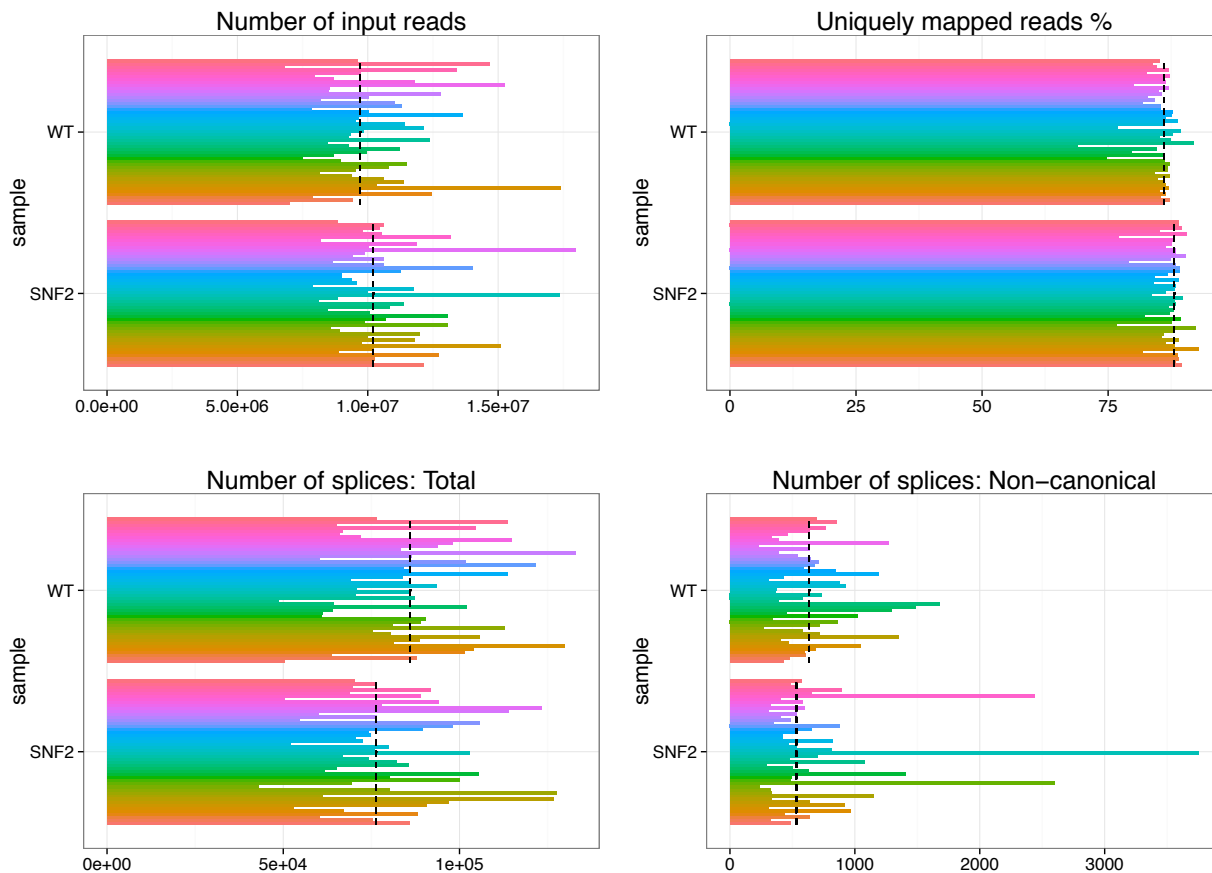 Number of input reads
sample
WT
SNF2
0.0e+00 5.0e+06 1.0e+07 1.5e+07
Uniquely mapped reads %
sample
WT
SNF2
0 25 50 75
Number of splices: Total
sample
WT
SNF2
0e+00 5e+04 1e+05
Number of splices: Non−canonical
sample
WT
SNF2
0 1000 2000 3000